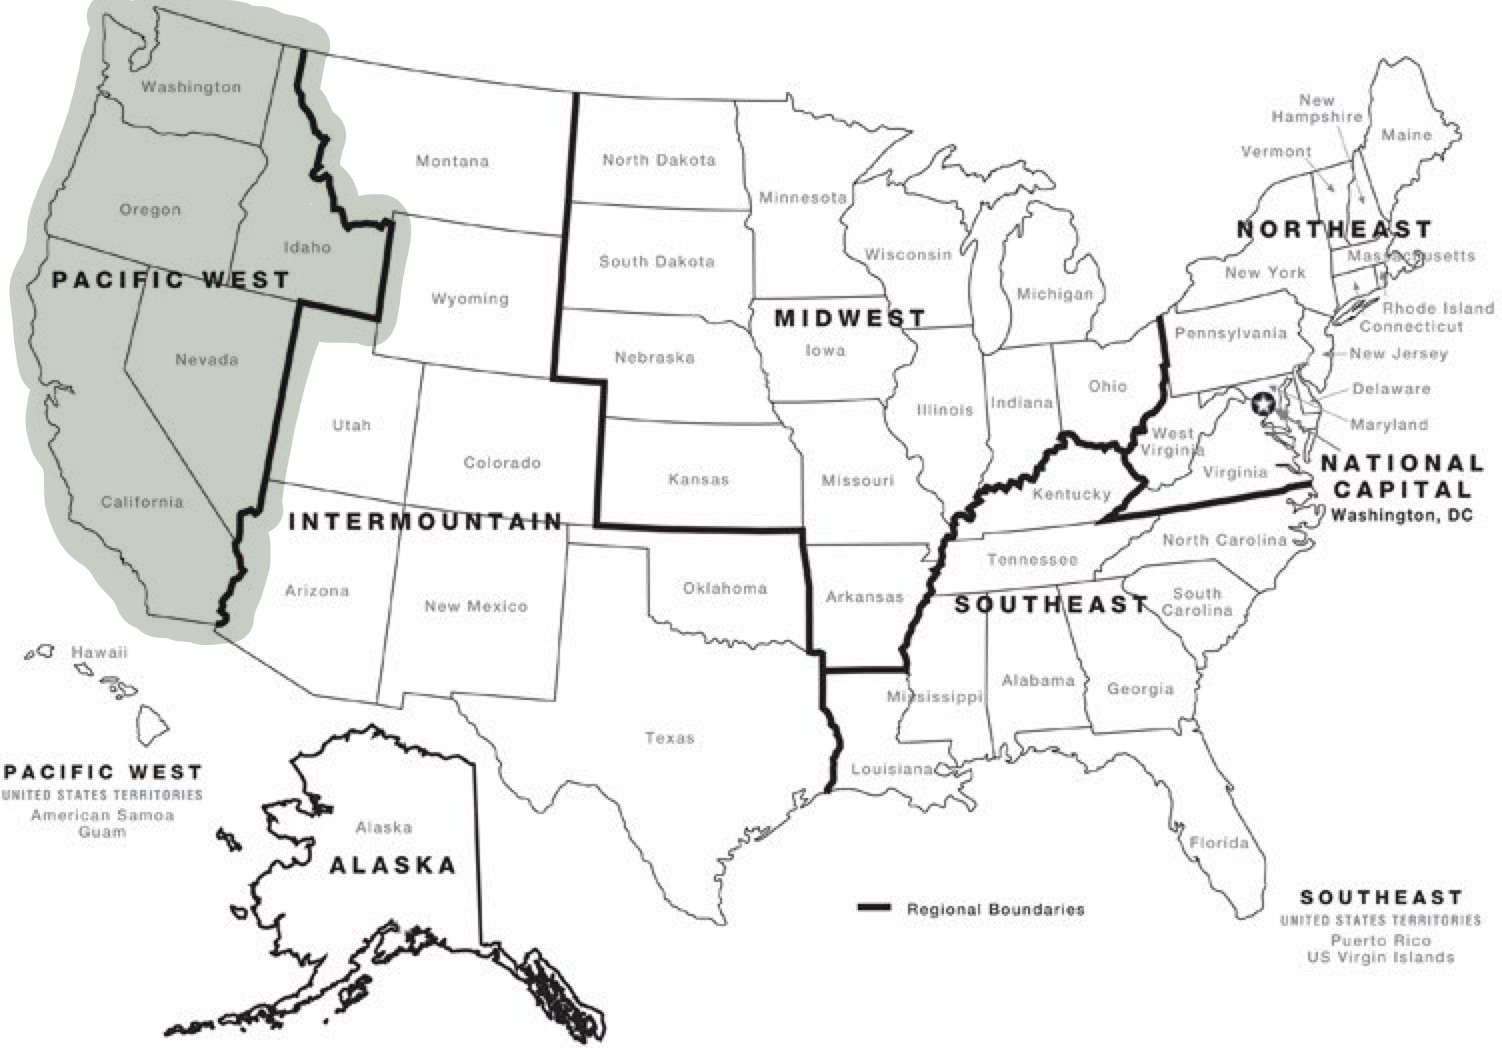 New
Hampshire
Maine
Vermont
Washington
Montana
North Dakota
Minnesota
Oregon
NORTHEAST
Idaho
Wisconsin
Massachusetts
South Dakota
New York
PACIFIC WEST
Wyoming
Michigan
Rhode Island
MIDWEST
Connecticut
Pennsylvania
Iowa
New Jersey
Nevada
Nebraska
Ohio
Delaware
Illinois
Indiana
Utah
Maryland
West
Virginia
Colorado
NATIONAL
CAPITAL
Washington, DC
Virginia
Kansas
Missouri
Kentucky
California
INTERMOUNTAIN
North Carolina
Tennessee
Arizona
Oklahoma
Arkansas
New Mexico
SOUTHEAST
South
Carolina
Hawaii
Mississippi
Alabama
Georgia
Texas
Louisiana
PACIFIC WEST
UNITED STATES TERRITORIES
American Samoa
Guam
Alaska
ALASKA
Florida
Regional Boundaries
SOUTHEAST
UNITED STATES TERRITORIES
Puerto Rico
US Virgin Islands